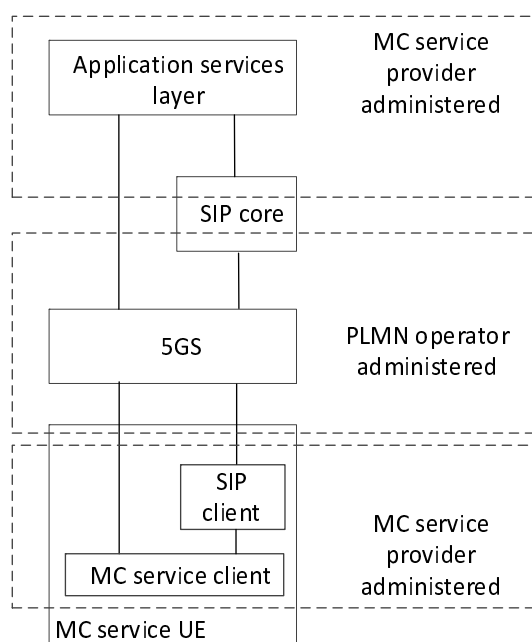 Application services
layer
MC service
provider
administered
SIP core
5GS
PLMN operator
administered
SIP
client
MC service client
MC service
provider
administered
MC service UE